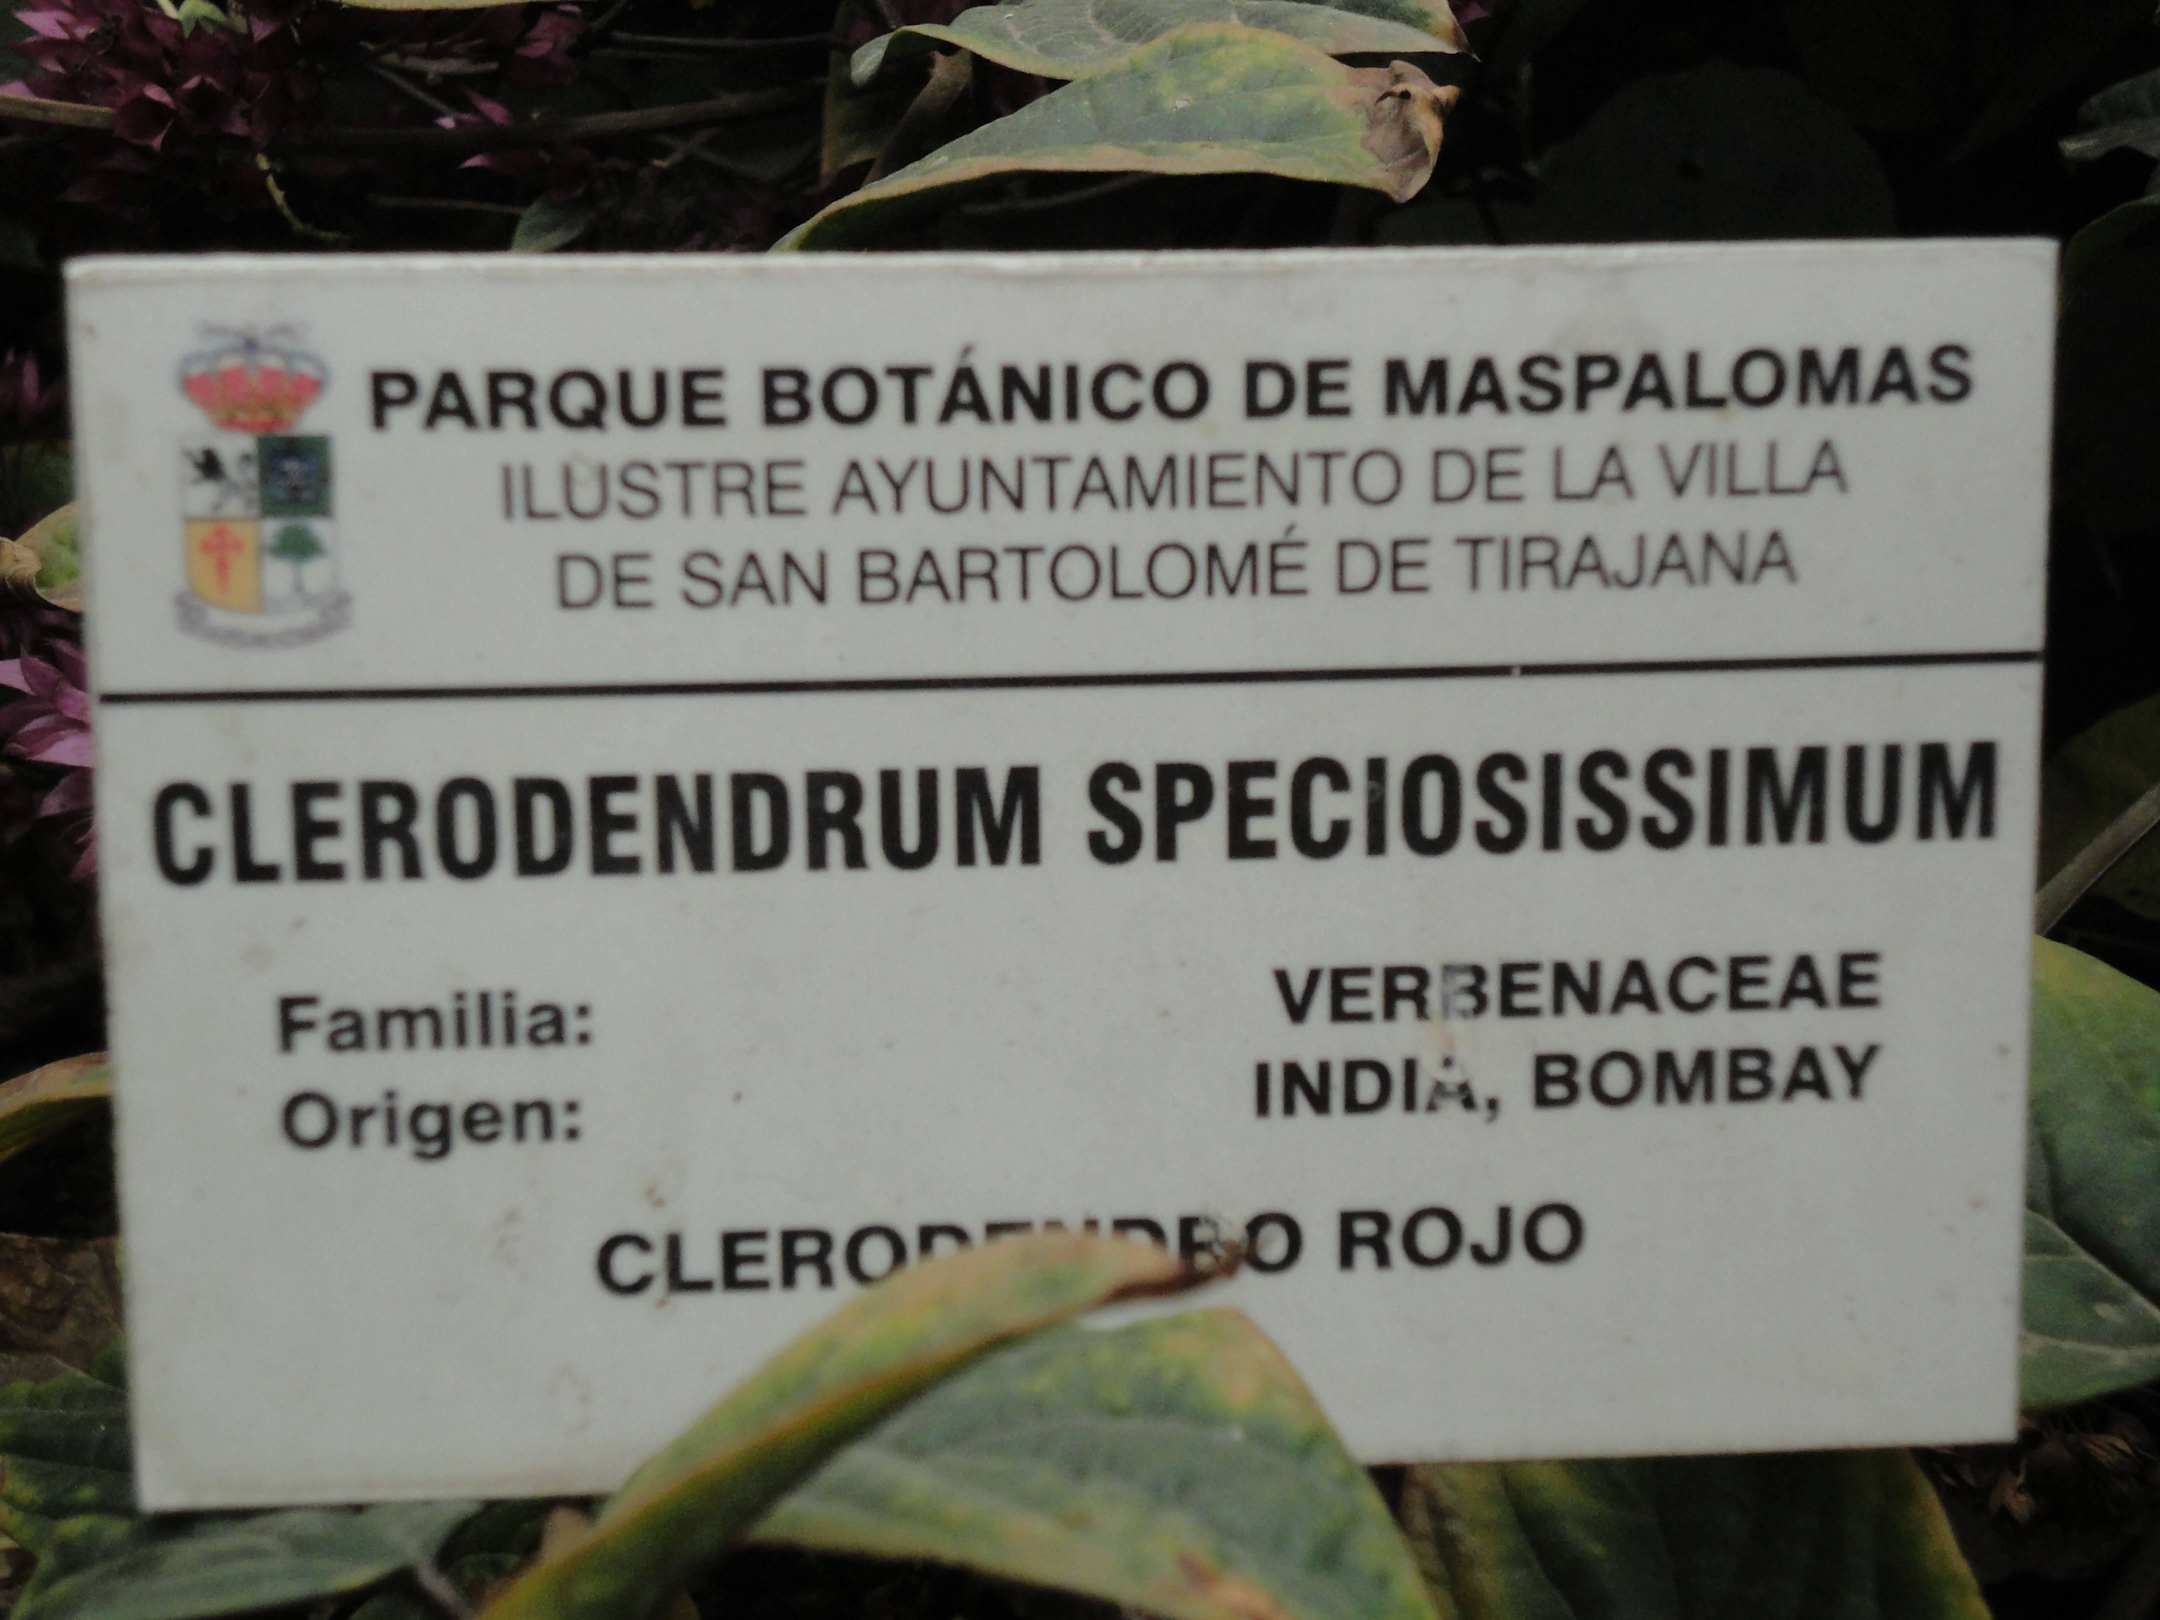 PARQUE BOTÁNICO DE MASPALOMAS
ILUSTRE AYUNTAMIENTO DE LA VILLA
DE SAN BARTOLOMÉ DE TIRAJANA
CLERODENDRUM SPECIOSISSIMUM
Familia: VERBENACEAE
Origen: INDIA, BOMBAY
CLERODENDRO ROJO